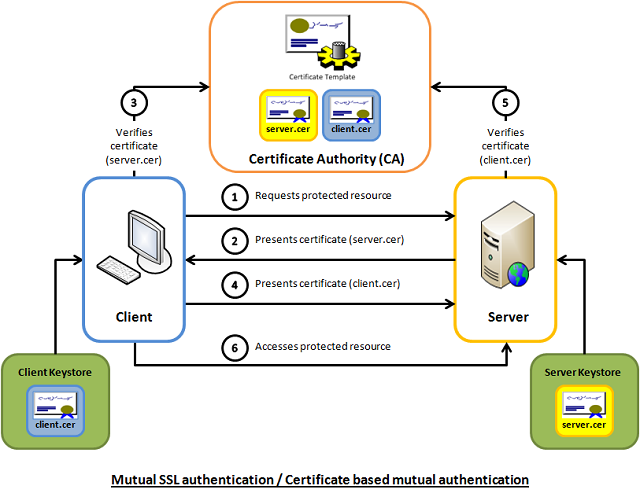 Certificate Template
server.cer
client.cer
Certificate Authority (CA)
3
Verifies
certificate
(server.cer)
5
Verifies
certificate
(client.cer)
1 Requests protected resource
2 Presents certificate (server.cer)
4 Presents certificate (client.cer)
Client
Server
6 Accesses protected resource
Client Keystore
client.cer
Server Keystore
server.cer
Mutual SSL authentication / Certificate based mutual authentication